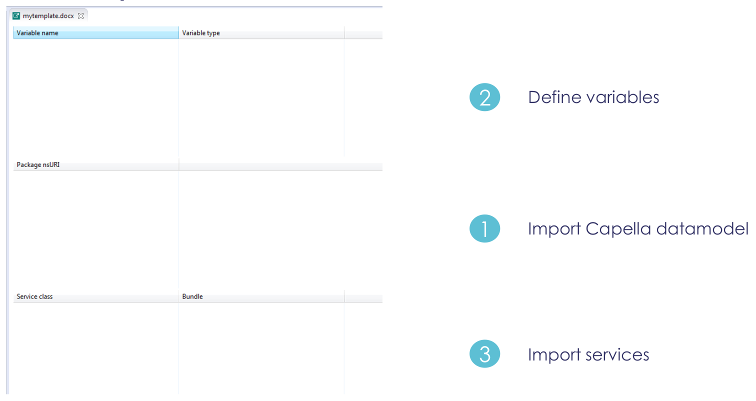 mytemplate.docx
Variable name Variable type
2 Define variables
Package nsURI
1 Import Capella datamodel
Service class Bundle
3 Import services